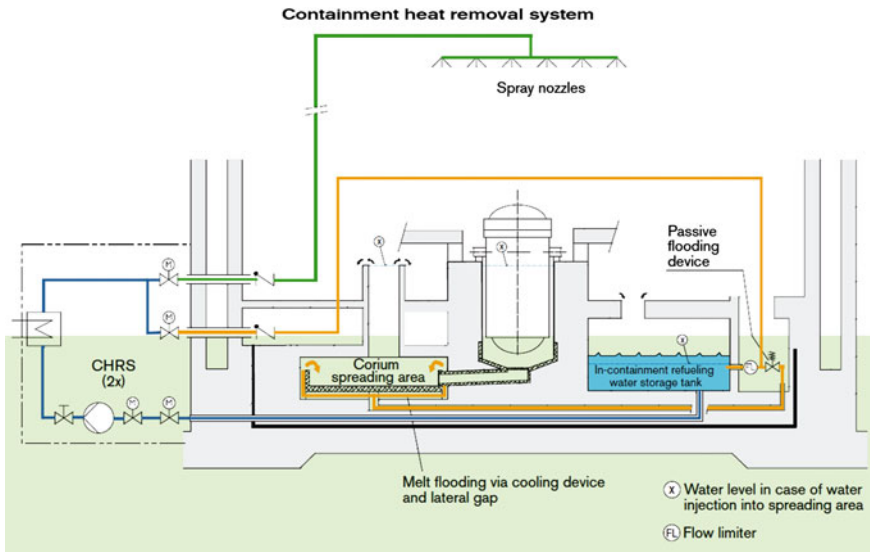 Containment heat removal system
Spray nozzles
Passive
flooding
device
x
x
M
M
x
FL
CHRS
(2x)
Corium
spreading area
In-containment refueling
water storage tank
M
M
Melt flooding via cooling device
and lateral gap
x Water level in case of water
injection into spreading area
FL Flow limiter